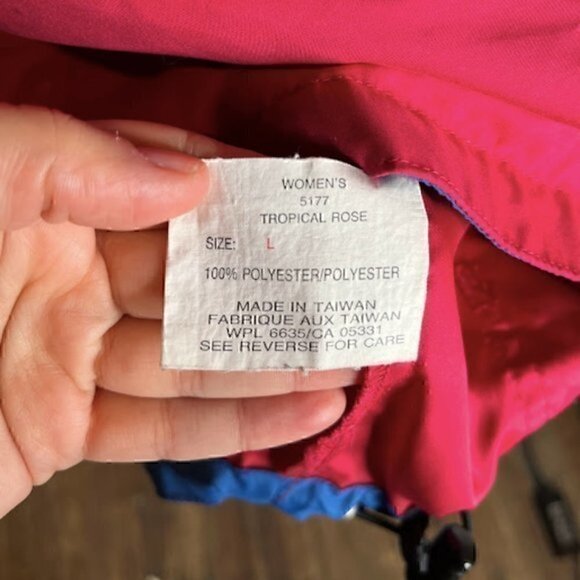 WOMEN'S
5177
TROPICAL ROSE
SIZE: L
100% POLYESTER/POLYESTER
MADE IN TAIWAN
FABRIQUE AUX TAIWAN
WPL 6635/CA 05331
SEE REVERSE FOR CARE